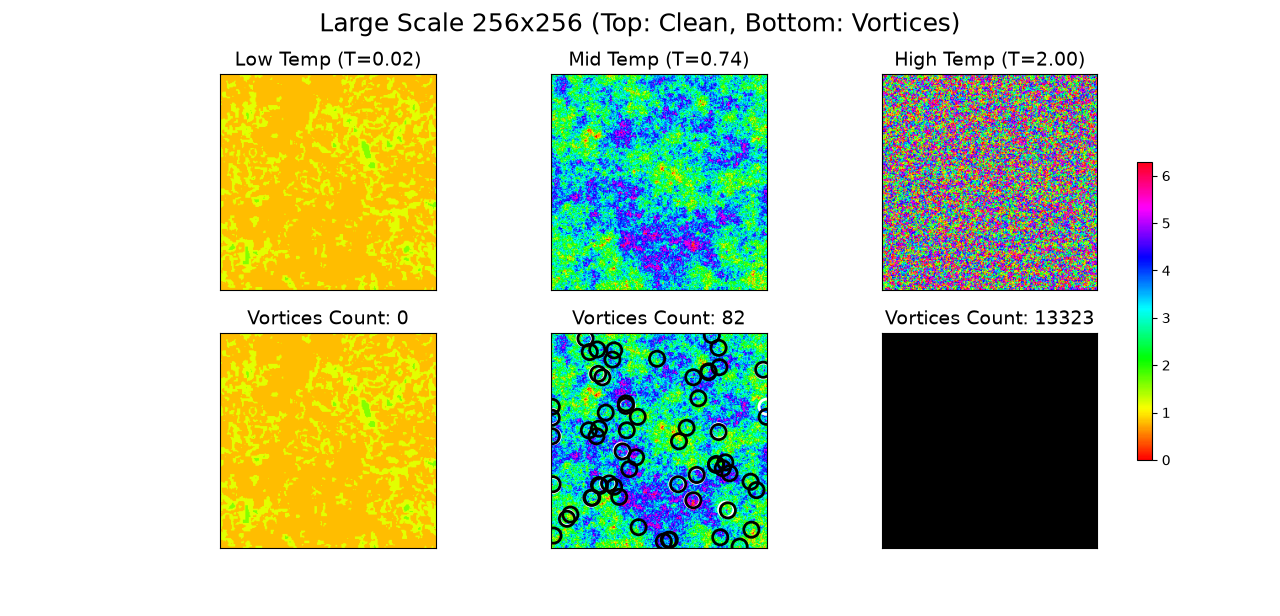 Large Scale 256x256 (Top: Clean, Bottom: Vortices)
Low Temp (T=0.02)
Mid Temp (T=0.74)
High Temp (T=2.00)
6
5
4
3
2
1
0
Vortices Count: 0
Vortices Count: 82
Vortices Count: 13323